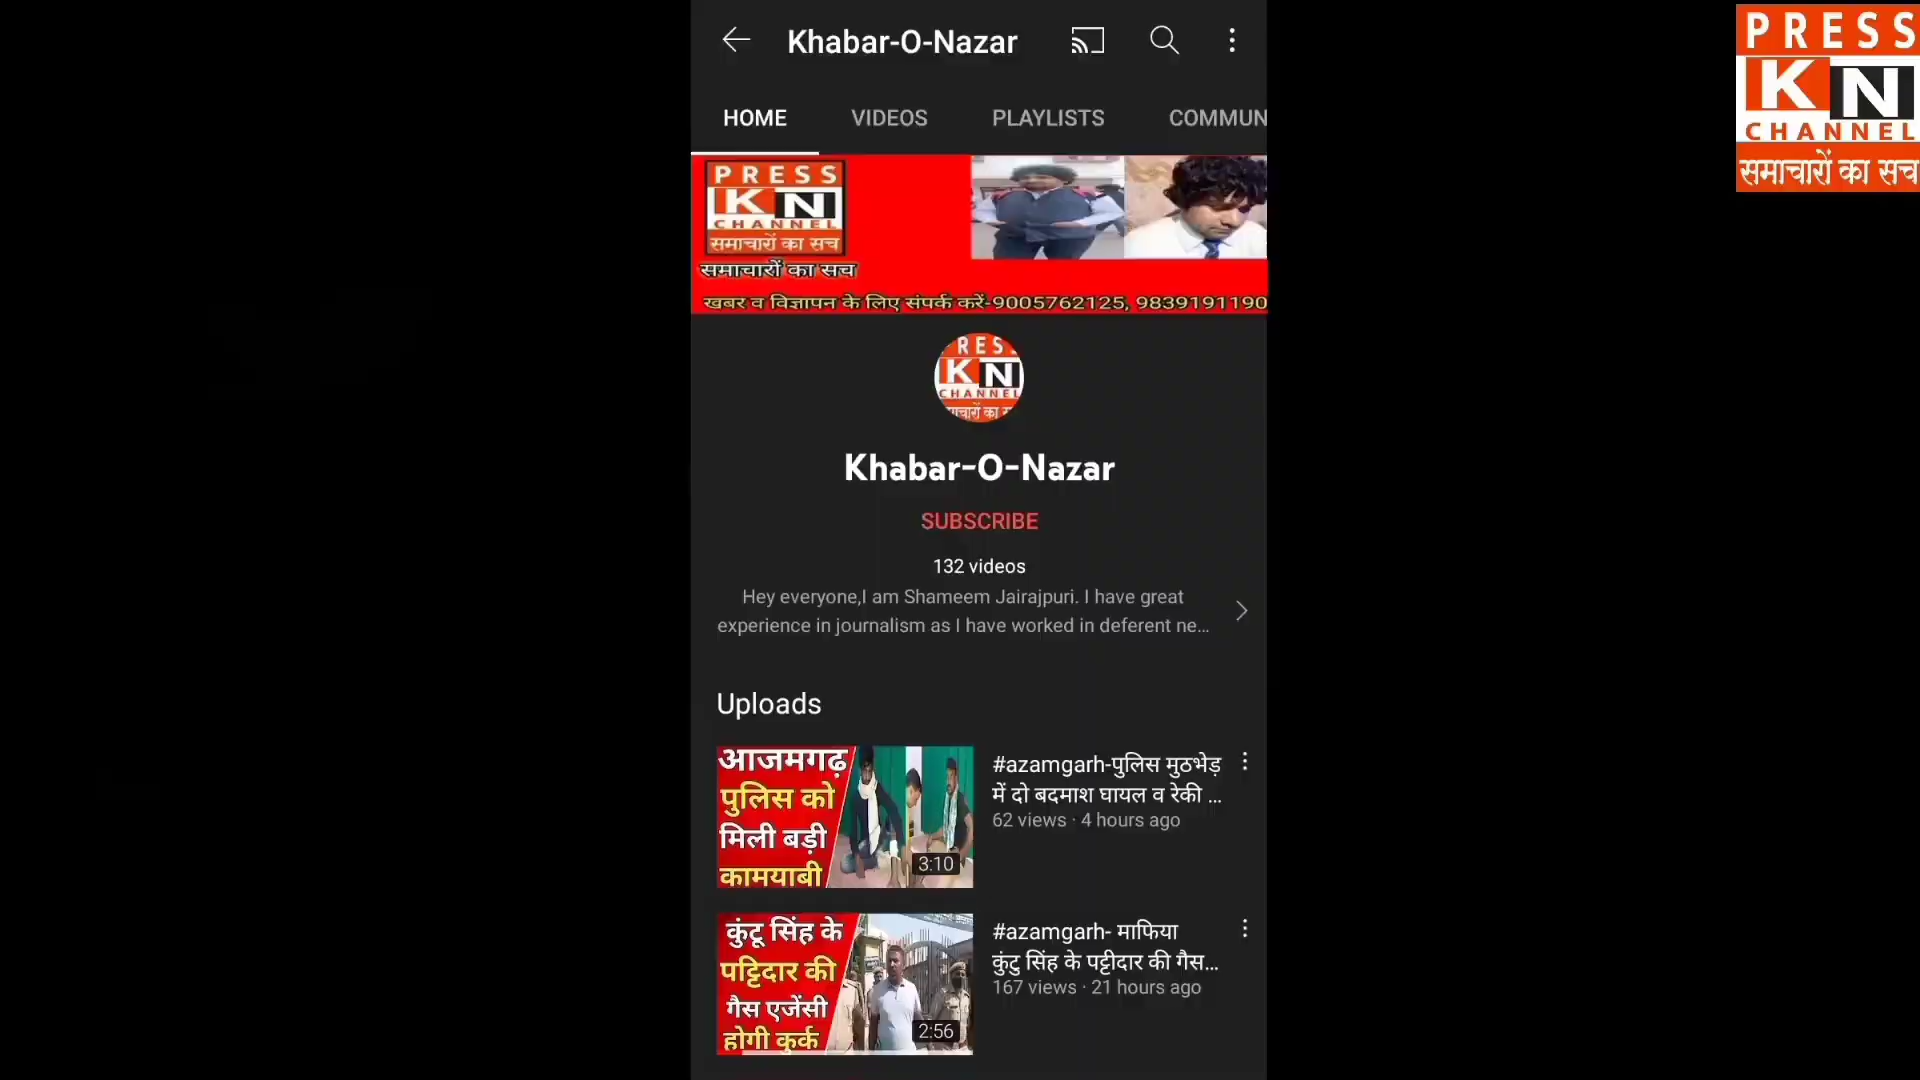 Khabar-O-Nazar
HOME VIDEOS PLAYLISTS COMMUN
PRESS
KN
CHANNEL
समाचारों का सच
PRESS
KN
CHANNEL
समाचारों का सच
समाचारों का सच
खबर व विज्ञापन के लिए संपर्क करें-9005762125, 9839191190
RES
KN
CHANNEL
माचारों का स
Khabar-O-Nazar
SUBSCRIBE
132 videos
Hey everyone,I am Shameem Jairajpuri. I have great
experience in journalism as I have worked in deferent ne...
Uploads
आजमगढ़
पुलिस को
मिली बड़ी
कामयाबी
3:10
#azamgarh-पुलिस मुठभेड़
में दो बदमाश घायल व रेकी ...
62 views · 4 hours ago
कुंटू सिंह के
पट्टिदार की
गैस एजेंसी
होगी कुर्क
2:56
#azamgarh- माफिया
कुंटु सिंह के पट्टीदार की गैस...
167 views · 21 hours ago